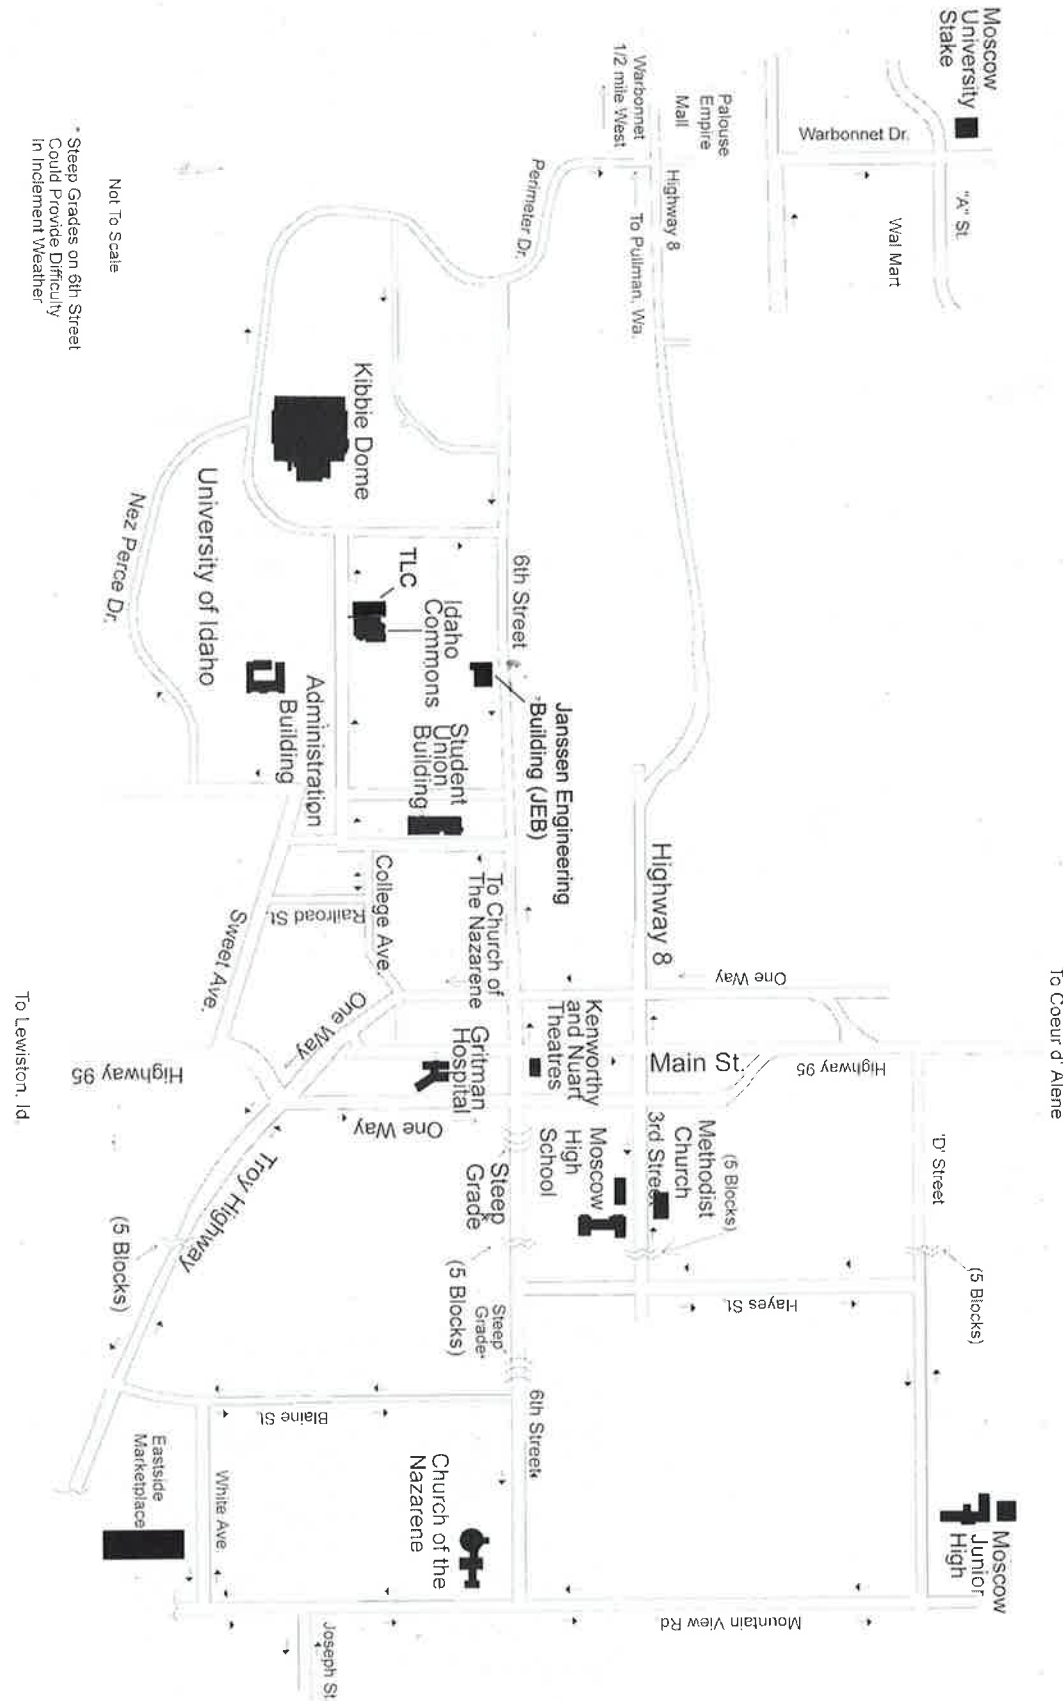 Moscow
University
Stake
Warbonnet Dr.
"A" St.
Wal Mart
Palouse
Empire
Mall
Warbonnet
1/2 mile West
Highway 8
To Pullman, Wa.
Perimeter Dr.
Not To Scale
* Steep Grades on 6th Street
Could Provide Difficulty
In Inclement Weather
Kibbie Dome
University of Idaho
Nez Perce Dr.
TLC
Idaho
Commons
6th Street
Janssen Engineering
Building (JEB)
Student
Union
Building
Administration
Building
Highway 8
To Church of
The Nazarene
College Ave.
Railroad St.
Sweet Ave.
One Way
One Way
To Coeur d' Alene
Highway 95
Main St.
Kenworthy
and Nuart
Theatres
Gritman
Hospital
One Way
Highway 95
To Lewiston, Id.
Troy Highway
(5 Blocks)
'D' Street
(5 Blocks)
Methodist
Church
(5 Blocks)
3rd Street
Moscow
High
School
Steep
Grade*
(5 Blocks)
Steep
Grade*
Hayes St.
6th Street
Blaine St.
White Ave.
Eastside
Marketplace
Church of the
Nazarene
Moscow
Junior
High
Mountain View Rd
Joseph St.